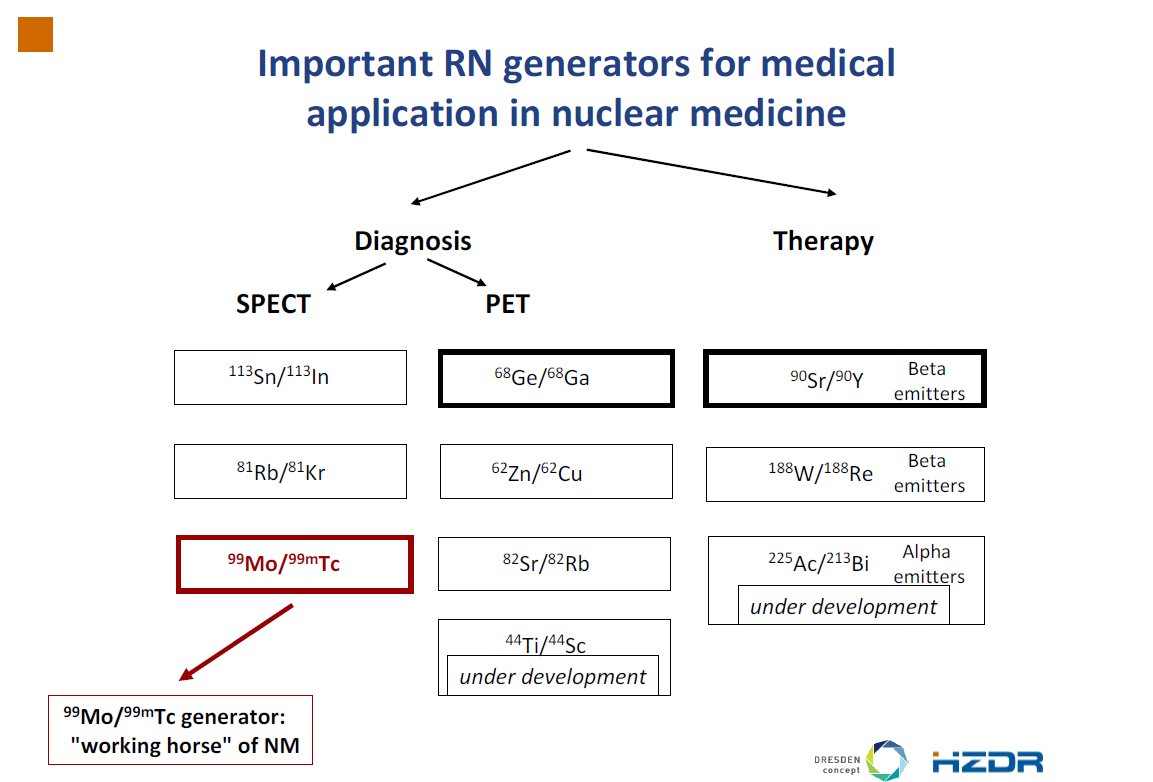 Important RN generators for medical
application in nuclear medicine
Diagnosis
Therapy
SPECT
PET
¹¹³Sn/¹¹³In
⁶⁸Ge/⁶⁸Ga
⁹⁰Sr/⁹⁰Y
Beta
emitters
⁸¹Rb/⁸¹Kr
⁶²Zn/⁶²Cu
¹⁸⁸W/¹⁸⁸Re
Beta
emitters
⁹⁹Mo/⁹⁹ᵐTc
⁸²Sr/⁸²Rb
²²⁵Ac/²¹³Bi
Alpha
emitters
under development
⁴⁴Ti/⁴⁴Sc
under development
⁹⁹Mo/⁹⁹ᵐTc generator:
"working horse" of NM
DRESDEN
concept
HZDR